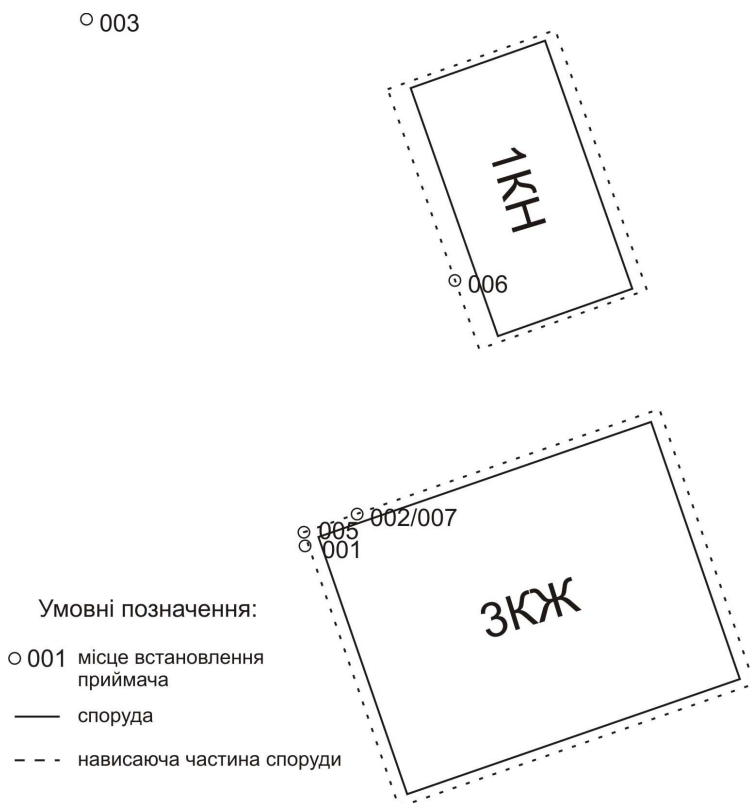 003
1КН
006
002/007
005
001
3КЖ
Умовні позначення:
001 місце встановлення
приймача
споруда
нависаюча частина споруди